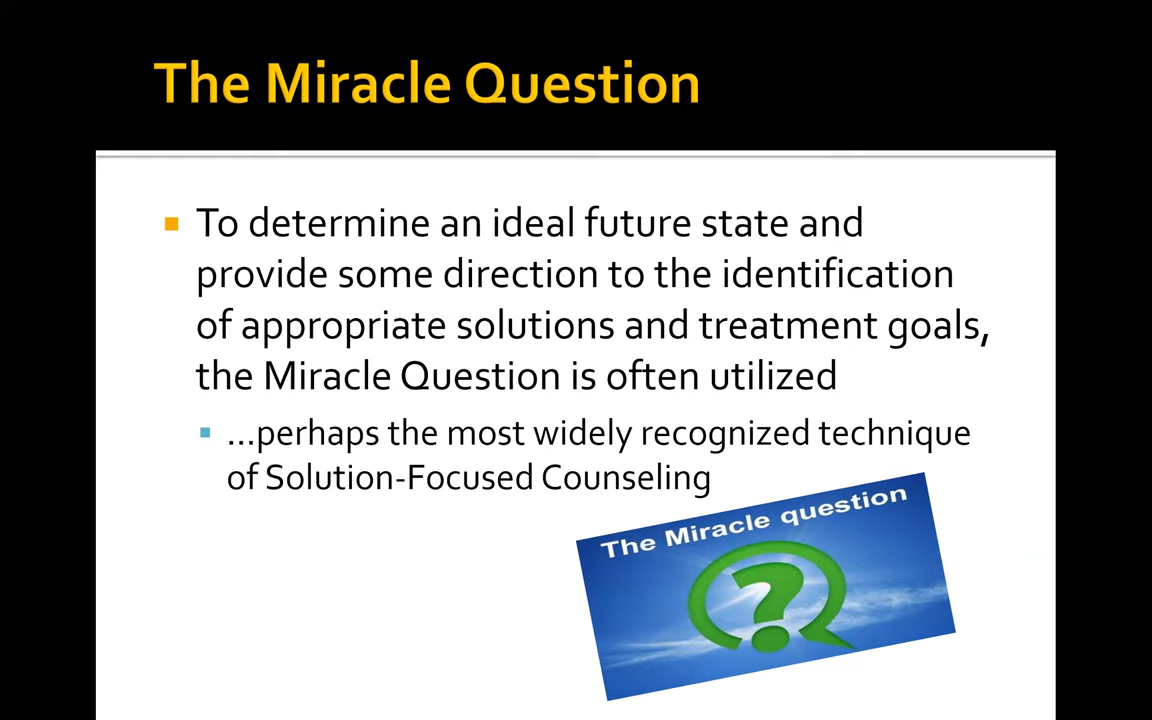 The Miracle Question
To determine an ideal future state and
provide some direction to the identification
of appropriate solutions and treatment goals,
the Miracle Question is often utilized
…perhaps the most widely recognized technique
of Solution-Focused Counseling
The Miracle question
?